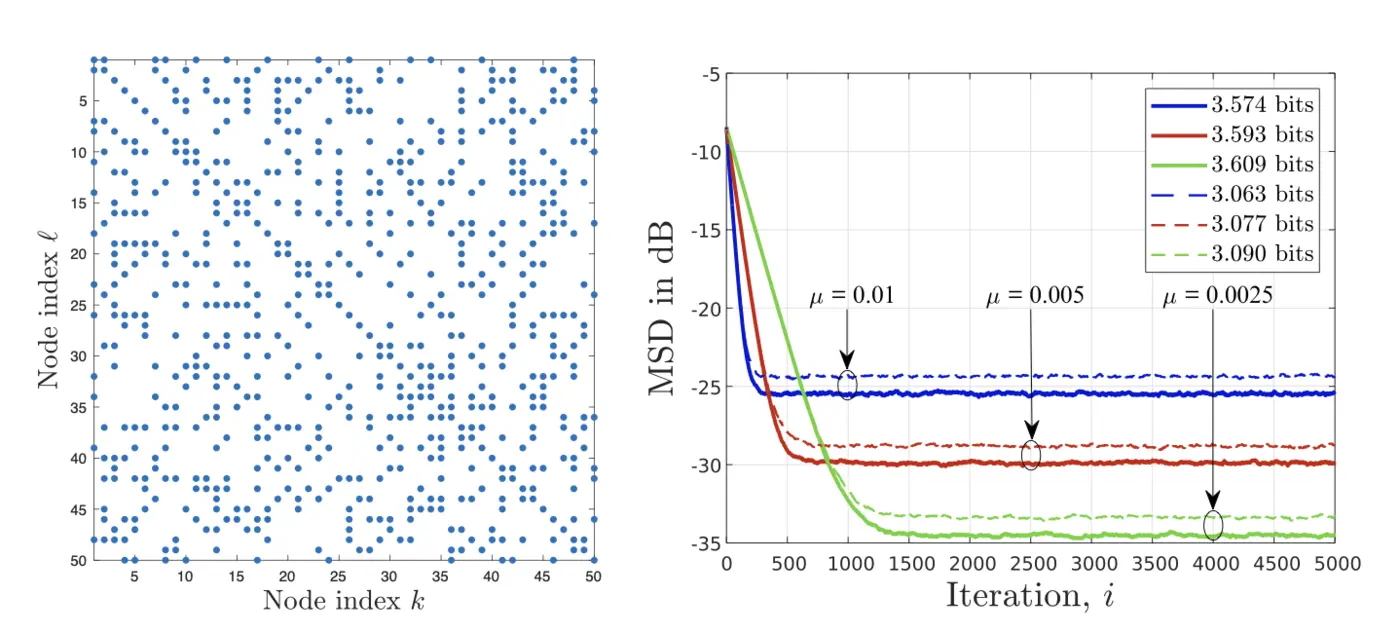 5
10
15
20
25
30
35
40
45
50
Node index ℓ
5
10
15
20
25
30
35
40
45
50
Node index k
-5
-10
-15
-20
-25
-30
-35
MSD in dB
0
500
1000
1500
2000
2500
3000
3500
4000
4500
5000
Iteration, i
3.574 bits
3.593 bits
3.609 bits
3.063 bits
3.077 bits
3.090 bits
μ = 0.01
μ = 0.005
μ = 0.0025